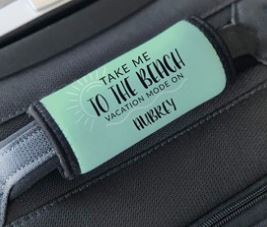 TAKE ME
TO THE BEACH
VACATION MODE ON
AUBREY